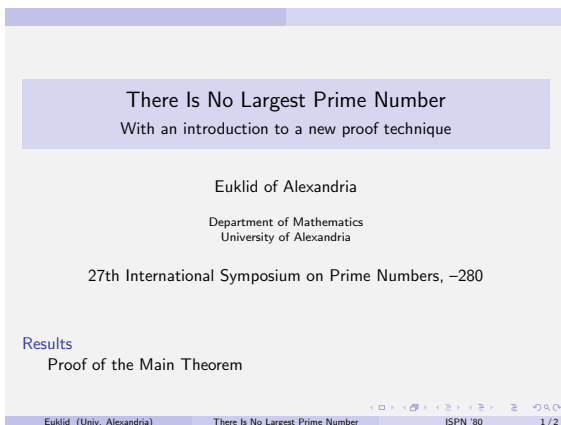 There Is No Largest Prime Number
With an introduction to a new proof technique
Euklid of Alexandria
Department of Mathematics
University of Alexandria
27th International Symposium on Prime Numbers, –280
Results
Proof of the Main Theorem
Euklid (Univ. Alexandria) There Is No Largest Prime Number ISPN '80 1 / 2